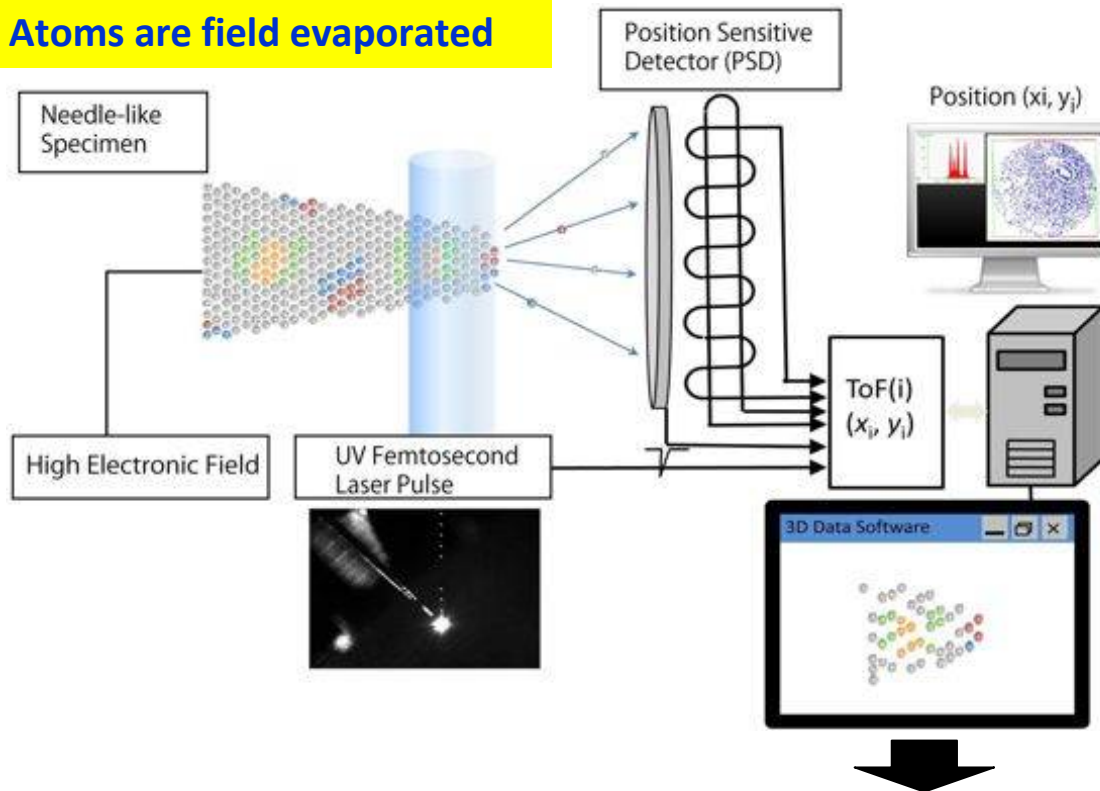 Atoms are field evaporated
Position Sensitive
Detector (PSD)
Position (xi, yᵢ)
Needle-like
Specimen
ToF(i)
(xᵢ, yᵢ)
High Electronic Field
UV Femtosecond
Laser Pulse
3D Data Software